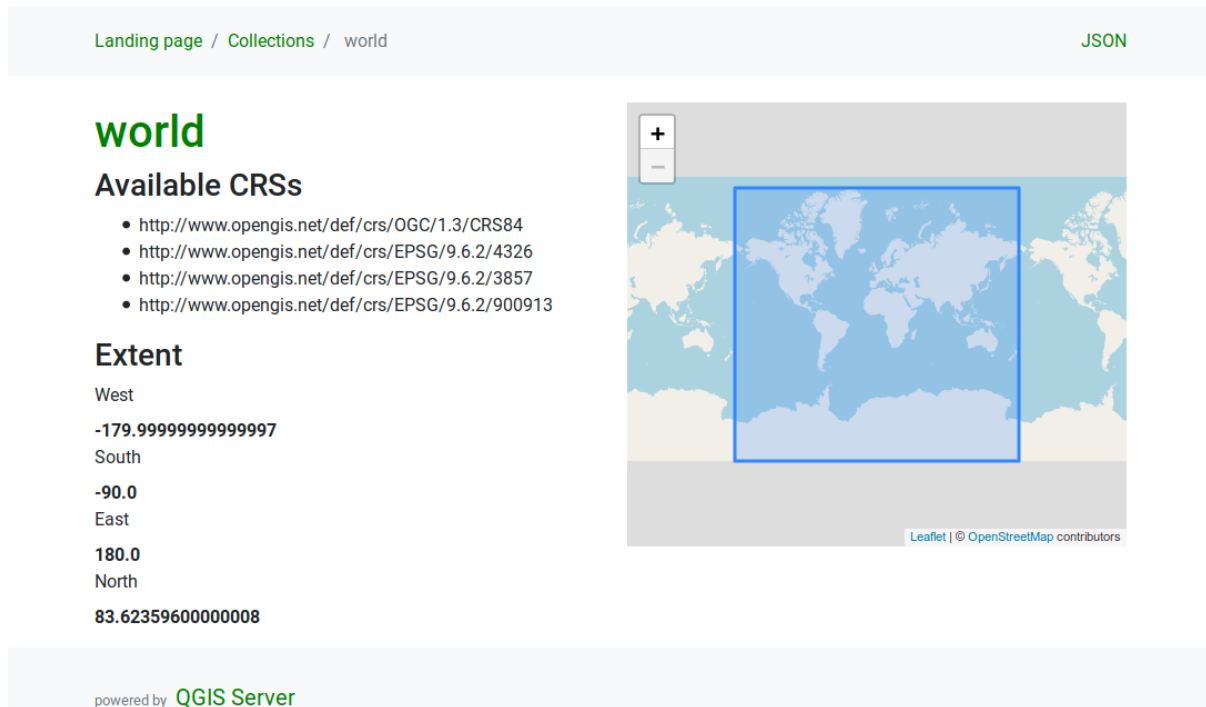 Landing page / Collections / world
JSON
world
Available CRSs
• http://www.opengis.net/def/crs/OGC/1.3/CRS84
• http://www.opengis.net/def/crs/EPSG/9.6.2/4326
• http://www.opengis.net/def/crs/EPSG/9.6.2/3857
• http://www.opengis.net/def/crs/EPSG/9.6.2/900913
Extent
West
-179.99999999999997
South
-90.0
East
180.0
North
83.62359600000008
+
−
Leaflet | © OpenStreetMap contributors
powered by QGIS Server